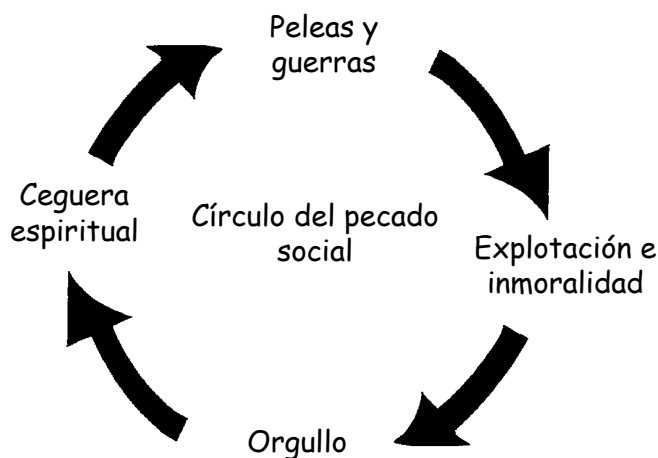 Peleas y
guerras
Ceguera
espiritual
Círculo del pecado
social
Explotación e
inmoralidad
Orgullo